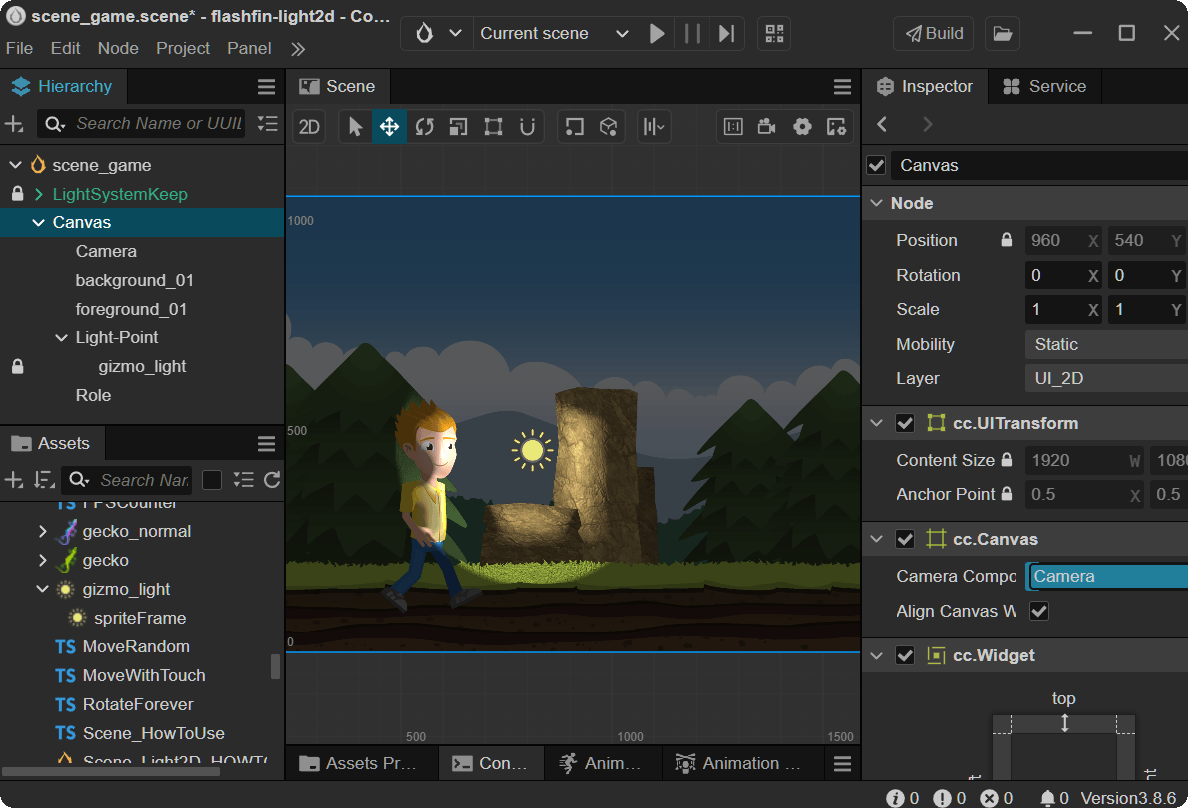 scene_game.scene* - flashfin-light2d - Co...
File Edit Node Project Panel
Current scene
Build
Hierarchy
Search Name or UUI
scene_game
LightSystemKeep
Canvas
Camera
background_01
foreground_01
Light-Point
gizmo_light
Role
Assets
Search Nar
FPSCounter
gecko_normal
gecko
gizmo_light
spriteFrame
TS MoveRandom
TS MoveWithTouch
TS RotateForever
TS Scene_HowToUse
Scene_Light2D_HOWT
Scene
2D
1000
500
0
500 1000 1500
Assets Pr...
Con...
Anim...
Animation ...
Inspector
Service
Canvas
Node
Position 960 X 540 Y
Rotation 0 X 0 Y
Scale 1 X 1 Y
Mobility Static
Layer UI_2D
cc.UITransform
Content Size 1920 W 1080
Anchor Point 0.5 X 0.5
cc.Canvas
Camera Compo Camera
Align Canvas W
cc.Widget
top
0 0 0 0 Version3.8.6